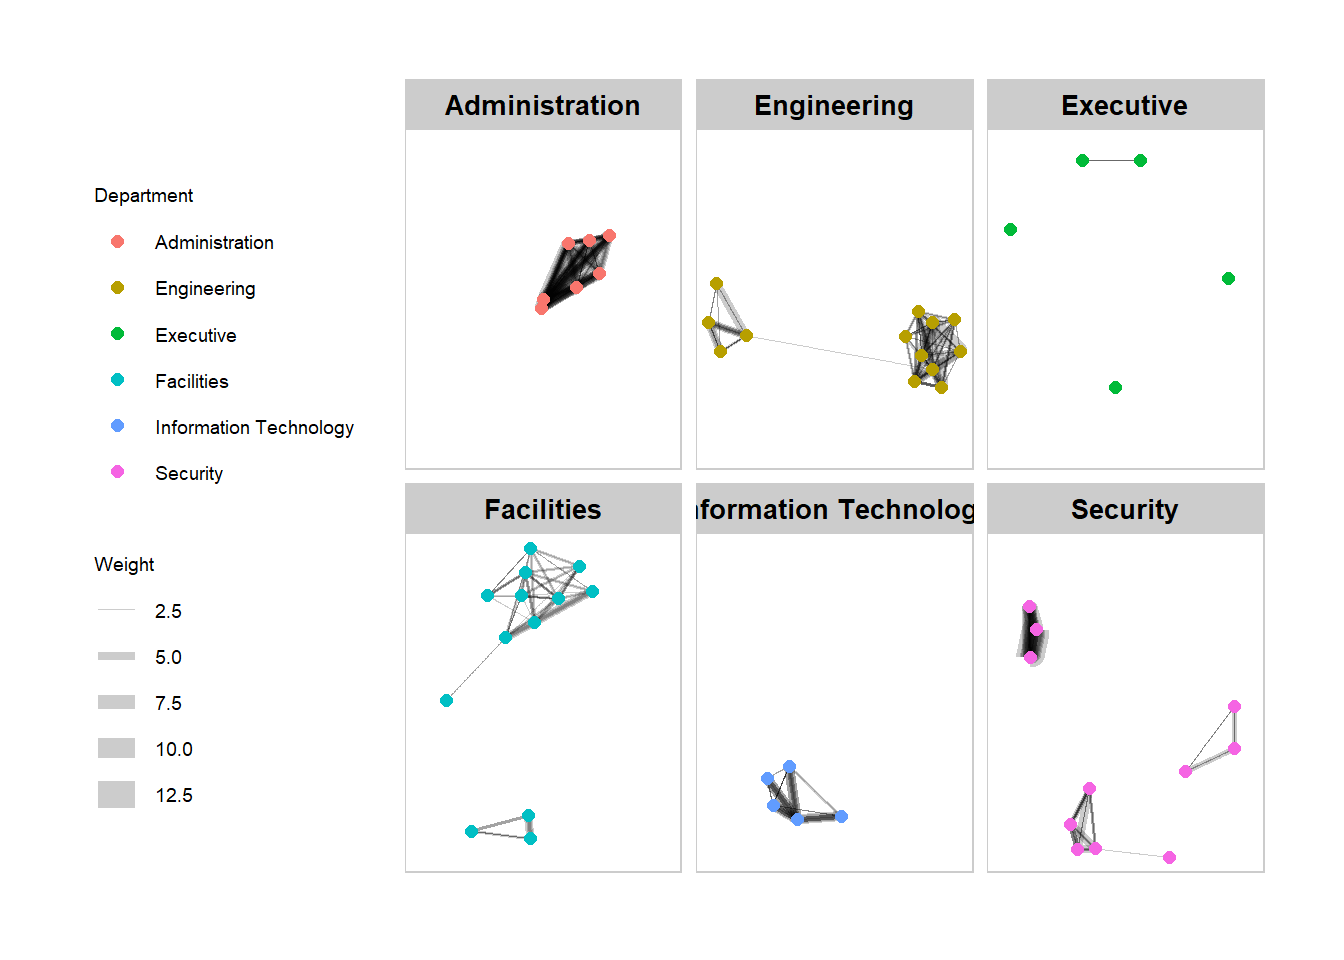 Administration
Engineering
Executive
Department
Administration
Engineering
Executive
Facilities
Information Technology
Security
Facilities
nformation Technolog
Security
Weight
2.5
5.0
7.5
10.0
12.5